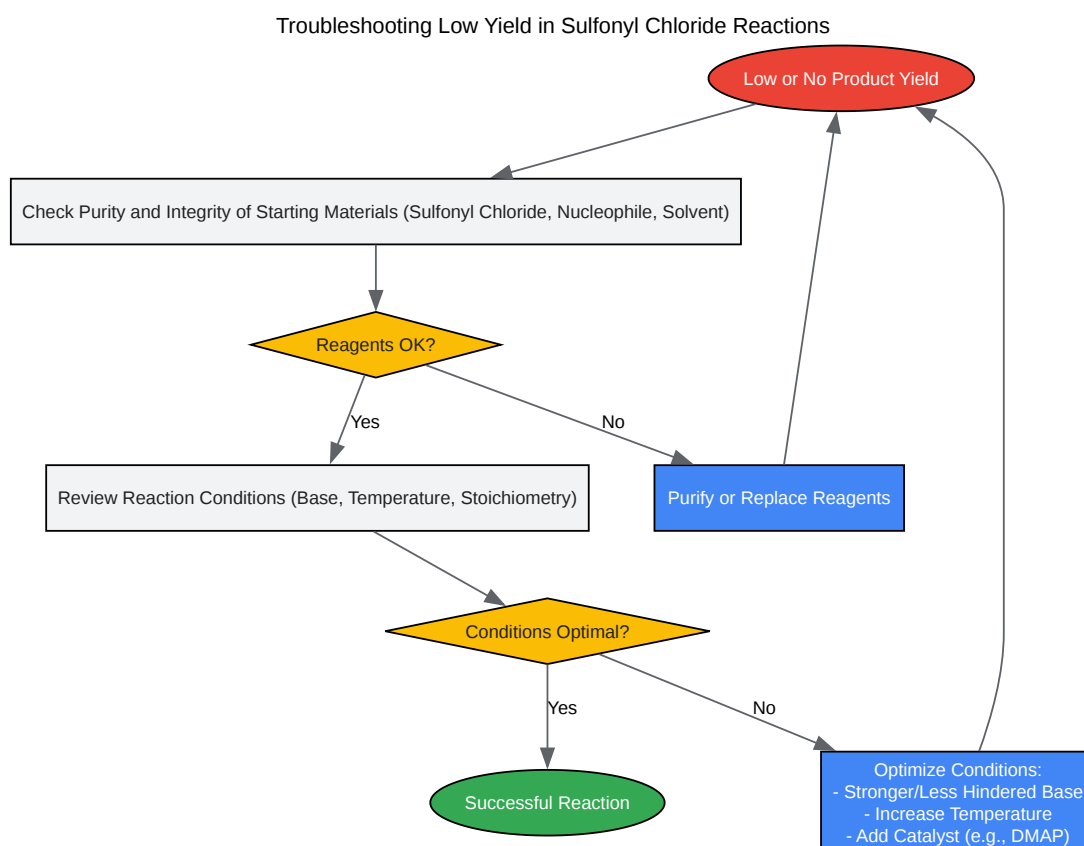 Troubleshooting Low Yield in Sulfonyl Chloride Reactions
Low or No Product Yield
Check Purity and Integrity of Starting Materials (Sulfonyl Chloride, Nucleophile, Solvent)
Reagents OK?
Yes
No
Review Reaction Conditions (Base, Temperature, Stoichiometry)
Purify or Replace Reagents
Conditions Optimal?
Yes
No
Successful Reaction
Optimize Conditions:
- Stronger/Less Hindered Base
- Increase Temperature
- Add Catalyst (e.g., DMAP)